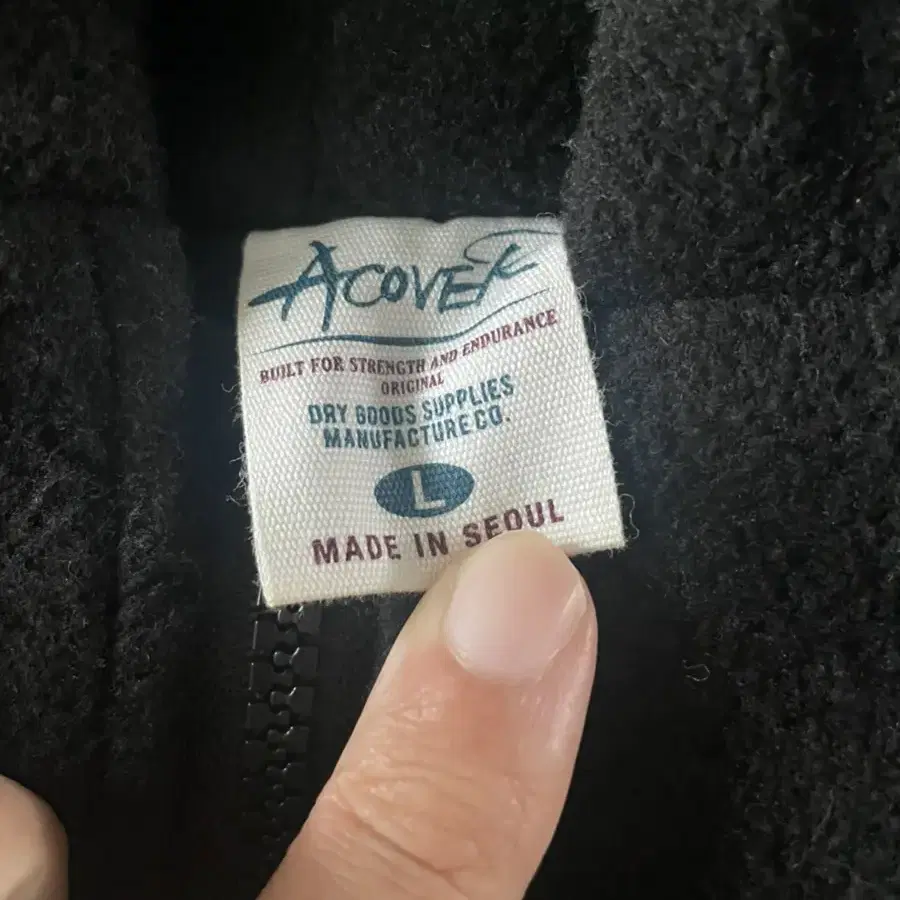 ACOVER
BUILT FOR STRENGTH AND ENDURANCE
ORIGINAL
DRY GOODS SUPPLIES
MANUFACTURE CO.
L
MADE IN SEOUL